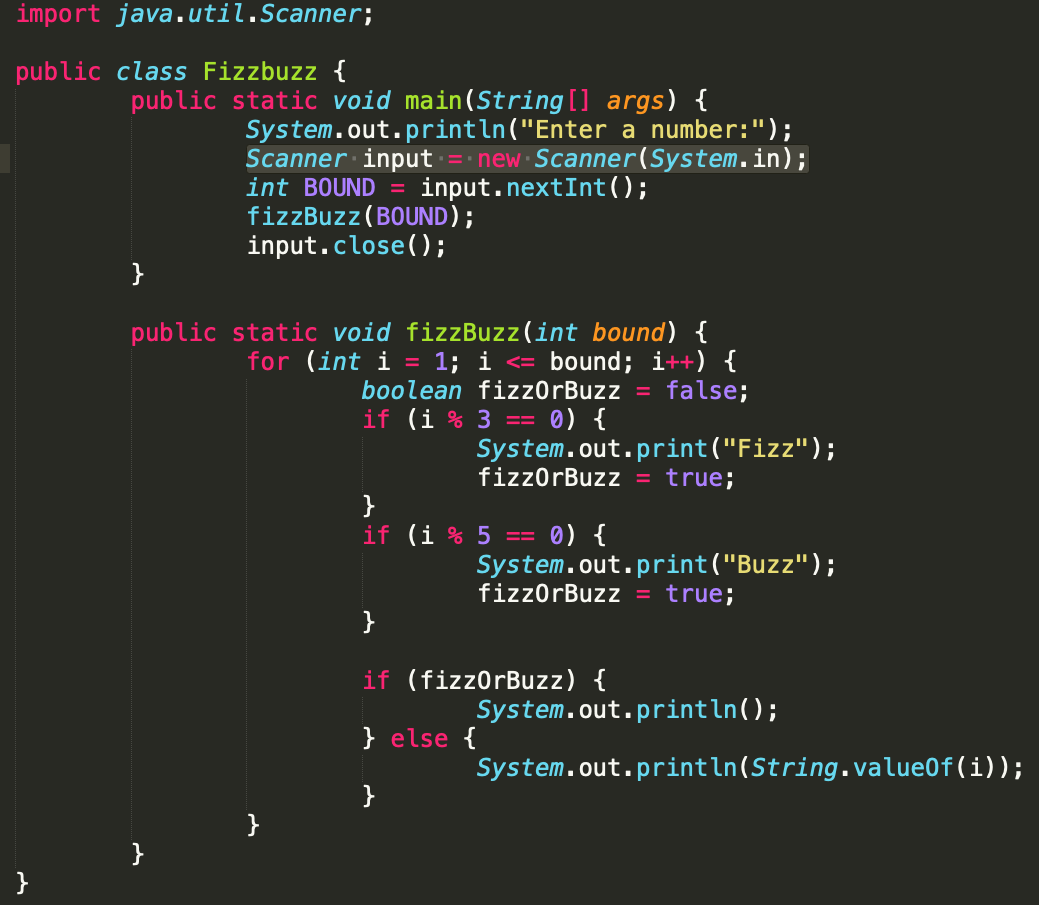 import java.util.Scanner;

public class Fizzbuzz {
        public static void main(String[] args) {
                System.out.println("Enter a number:");
                Scanner input = new Scanner(System.in);
                int BOUND = input.nextInt();
                fizzBuzz(BOUND);
                input.close();
        }

        public static void fizzBuzz(int bound) {
                for (int i = 1; i <= bound; i++) {
                        boolean fizzOrBuzz = false;
                        if (i % 3 == 0) {
                                System.out.print("Fizz");
                                fizzOrBuzz = true;
                        }
                        if (i % 5 == 0) {
                                System.out.print("Buzz");
                                fizzOrBuzz = true;
                        }

                        if (fizzOrBuzz) {
                                System.out.println();
                        } else {
                                System.out.println(String.valueOf(i));
                        }
                }
        }
}